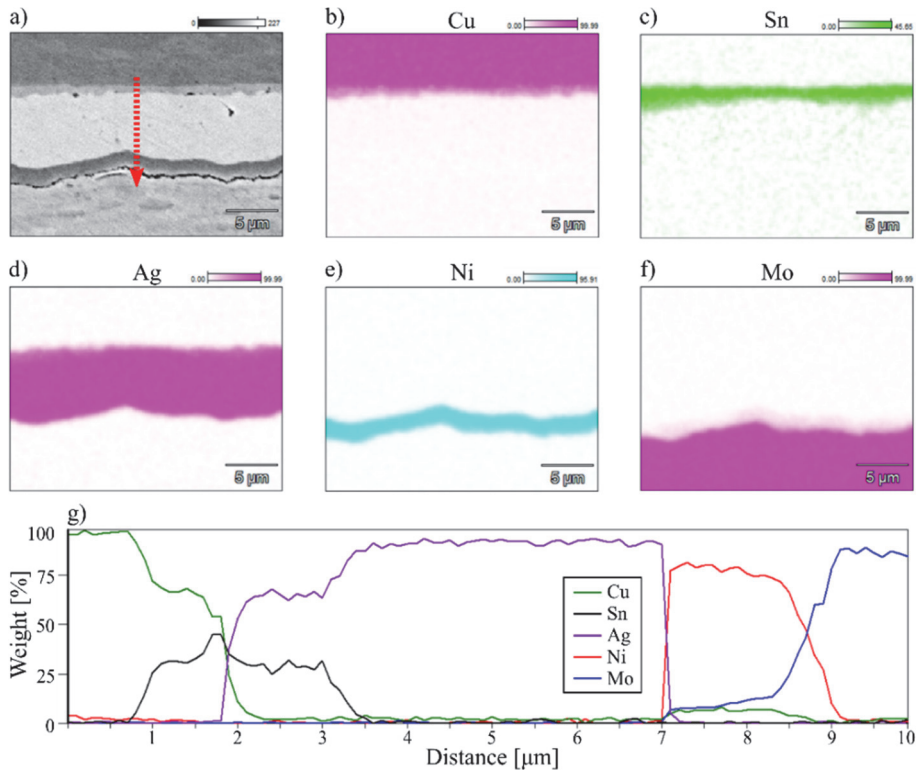 a)
0 227
5 μm
b) Cu
0.00 99.99
5 μm
c) Sn
0.00 45.65
5 μm
d) Ag
0.00 99.99
5 μm
e) Ni
0.00 95.91
5 μm
f) Mo
0.00 99.99
5 μm
g)
100
75
50
25
0
Weight [%]
Cu
Sn
Ag
Ni
Mo
1 2 3 4 5 6 7 8 9 10
Distance [μm]